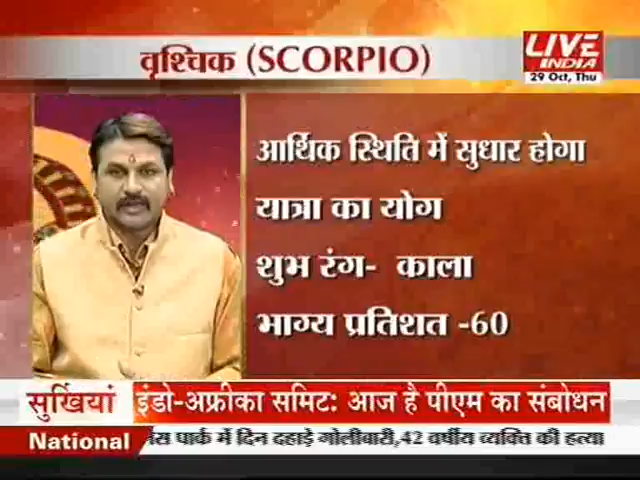 वृश्चिक (SCORPIO)
LIVE
INDIA
29 Oct, Thu
आर्थिक स्थिति में सुधार होगा
यात्रा का योग
शुभ रंग- काला
भाग्य प्रतिशत -60
सुर्खियां इंडो-अफ्रीका समिट: आज है पीएम का संबोधन
National पार्क में दिन दहाड़े गोलीबारी,42 वर्षीय व्यक्ति की हत्या